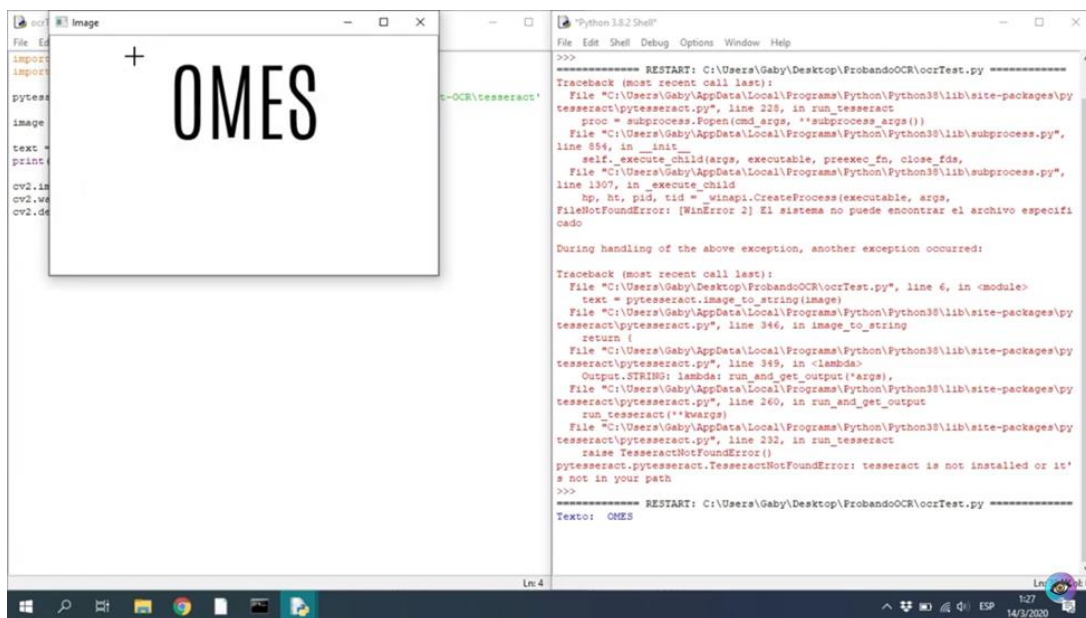 ocrT
Image
File Ed
import
import
pytess
t-OCR\tesseract'
image
text =
print(
cv2.im
cv2.wa
cv2.de
OMES
Ln: 4
*Python 3.8.2 Shell*
File Edit Shell Debug Options Window Help
>>>
============= RESTART: C:\Users\Gaby\Desktop\ProbandoOCR\ocrTest.py ============
Traceback (most recent call last):
File "C:\Users\Gaby\AppData\Local\Programs\Python\Python38\lib\site-packages\py
tesseract\pytesseract.py", line 228, in run_tesseract
proc = subprocess.Popen(cmd_args, **subprocess_args())
File "C:\Users\Gaby\AppData\Local\Programs\Python\Python38\lib\subprocess.py",
line 854, in __init__
self._execute_child(args, executable, preexec_fn, close_fds,
File "C:\Users\Gaby\AppData\Local\Programs\Python\Python38\lib\subprocess.py",
line 1307, in _execute_child
hp, ht, pid, tid = _winapi.CreateProcess(executable, args,
FileNotFoundError: [WinError 2] El sistema no puede encontrar el archivo especifi
cado
During handling of the above exception, another exception occurred:
Traceback (most recent call last):
File "C:\Users\Gaby\Desktop\ProbandoOCR\ocrTest.py", line 6, in <module>
text = pytesseract.image_to_string(image)
File "C:\Users\Gaby\AppData\Local\Programs\Python\Python38\lib\site-packages\py
tesseract\pytesseract.py", line 346, in image_to_string
return {
File "C:\Users\Gaby\AppData\Local\Programs\Python\Python38\lib\site-packages\py
tesseract\pytesseract.py", line 349, in <lambda>
Output.STRING: lambda: run_and_get_output(*args),
File "C:\Users\Gaby\AppData\Local\Programs\Python\Python38\lib\site-packages\py
tesseract\pytesseract.py", line 260, in run_and_get_output
run_tesseract(**kwargs)
File "C:\Users\Gaby\AppData\Local\Programs\Python\Python38\lib\site-packages\py
tesseract\pytesseract.py", line 232, in run_tesseract
raise TesseractNotFoundError()
pytesseract.pytesseract.TesseractNotFoundError: tesseract is not installed or it'
s not in your path
>>>
============= RESTART: C:\Users\Gaby\Desktop\ProbandoOCR\ocrTest.py =============
Texto: OMES
ESP
1:27
14/3/2020